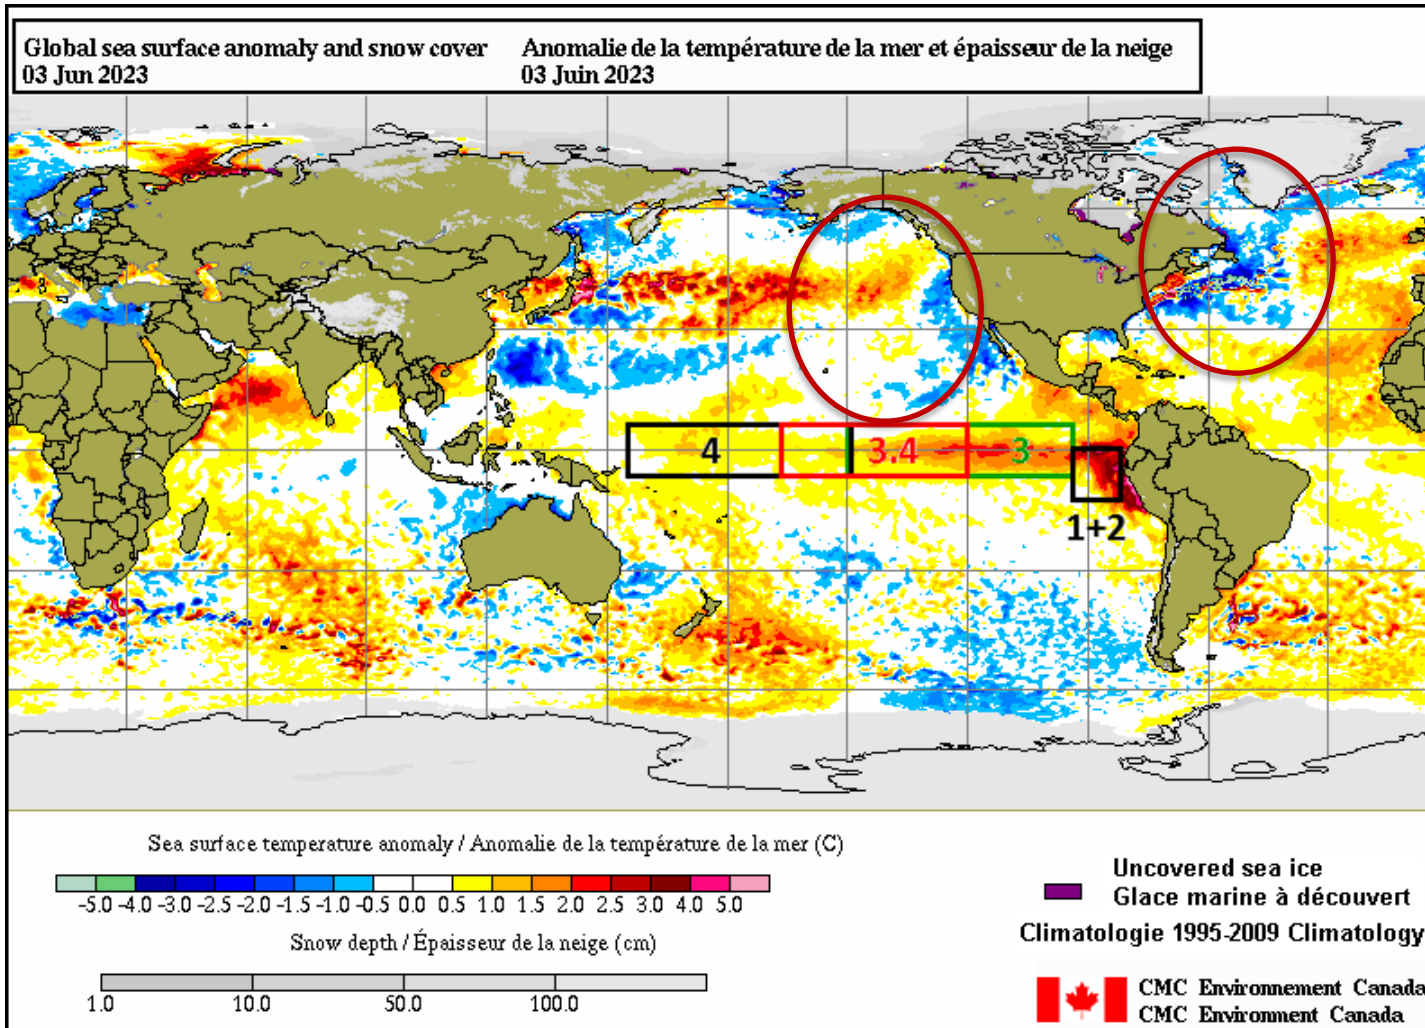 Global sea surface anomaly and snow cover
03 Jun 2023
Anomalie de la température de la mer et épaisseur de la neige
03 Juin 2023
4
3.4
3
1+2
Sea surface temperature anomaly / Anomalie de la température de la mer (C)
-5.0 -4.0 -3.0 -2.5 -2.0 -1.5 -1.0 -0.5 0.0 0.5 1.0 1.5 2.0 2.5 3.0 4.0 5.0
Snow depth / Épaisseur de la neige (cm)
1.0 10.0 50.0 100.0
Uncovered sea ice
Glace marine à découvert
Climatologie 1995-2009 Climatology
CMC Environnement Canada
CMC Environment Canada